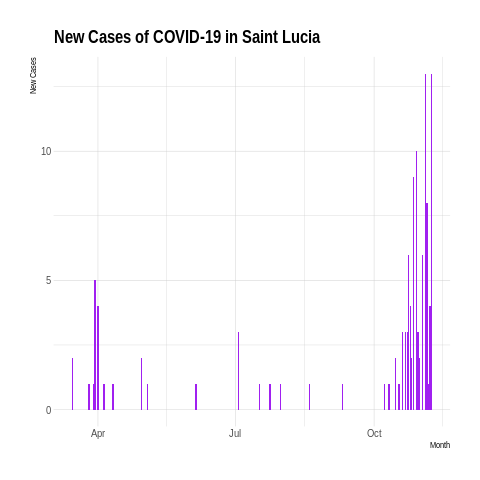 New Cases of COVID-19 in Saint Lucia
New Cases
10
5
0
Apr Jul Oct
Month